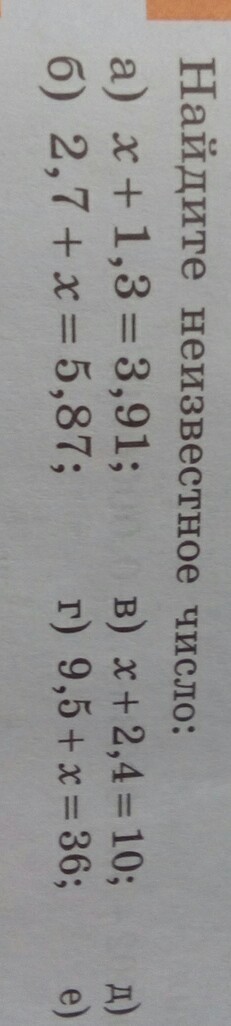 Найдите неизвестное число:
а) x + 1,3 = 3,91; в) x + 2,4 = 10; д)
б) 2,7 + x = 5,87; г) 9,5 + x = 36; е)